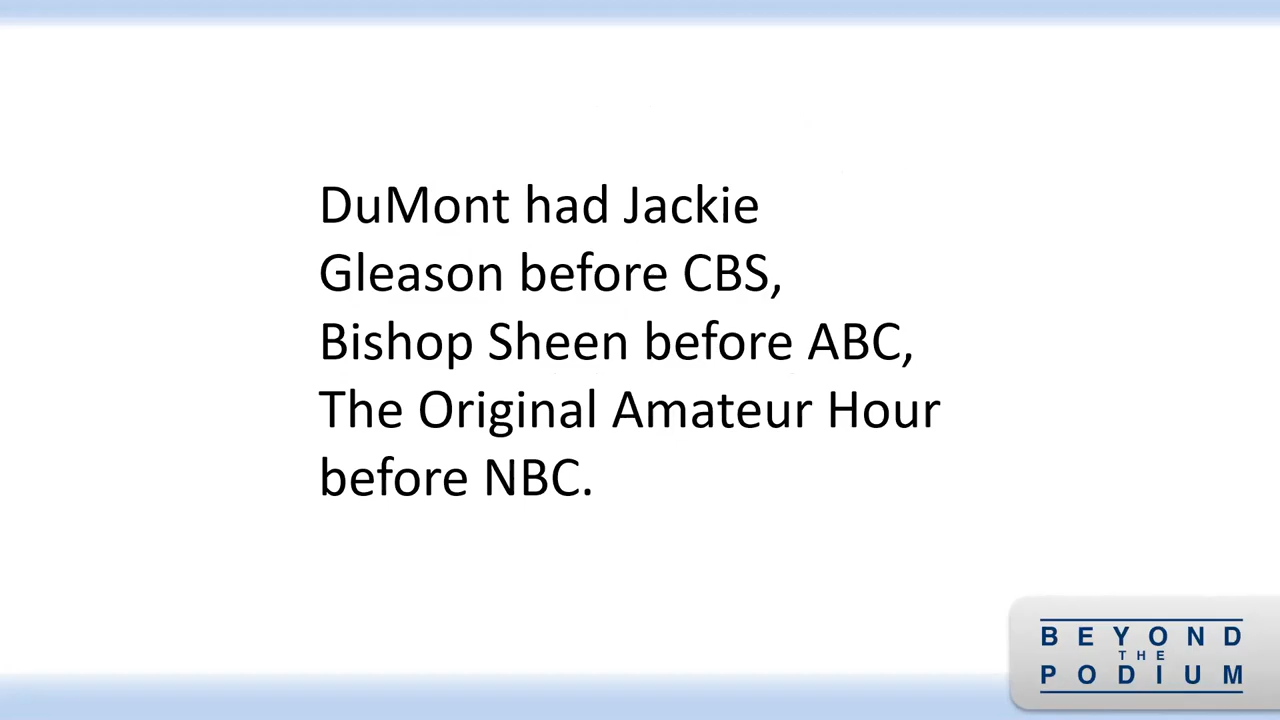 DuMont had Jackie
Gleason before CBS,
Bishop Sheen before ABC,
The Original Amateur Hour
before NBC.
BEYOND
THE
PODIUM